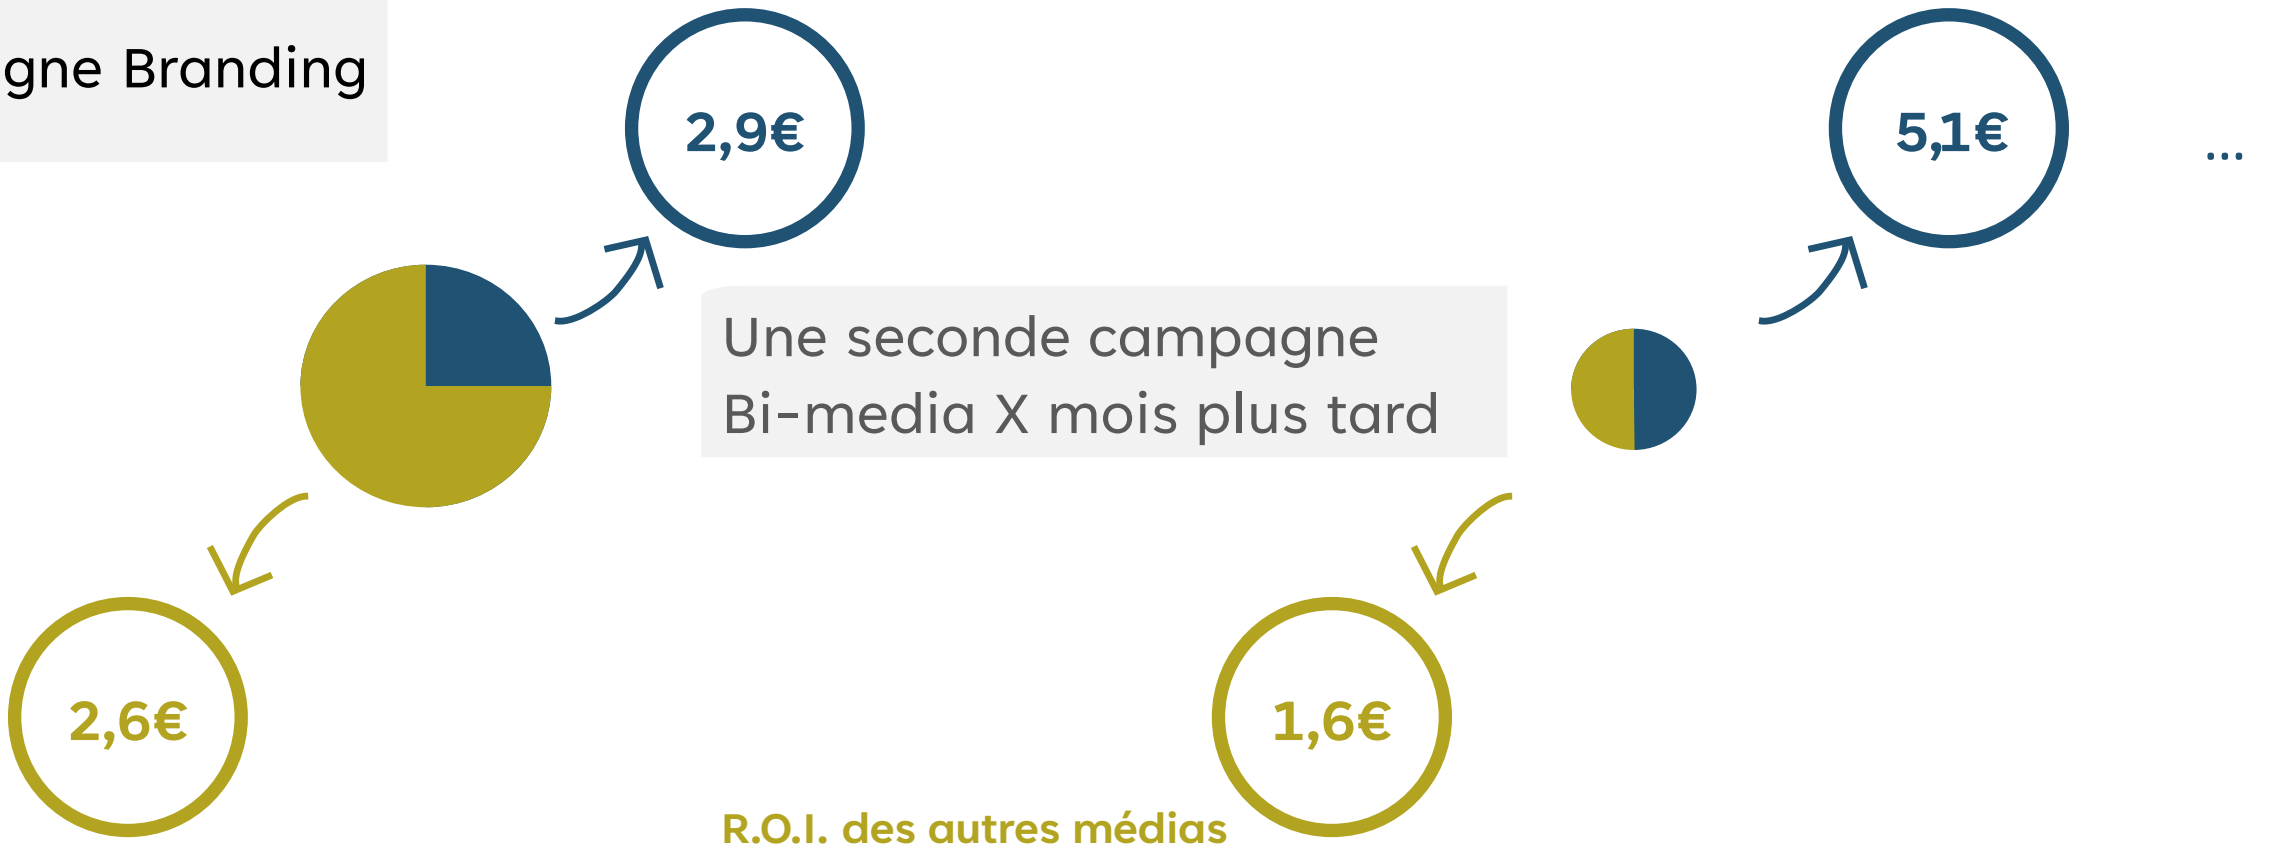 gne Branding
2,9€
5,1€
...
Une seconde campagne
Bi-media X mois plus tard
2,6€
1,6€
R.O.I. des autres médias